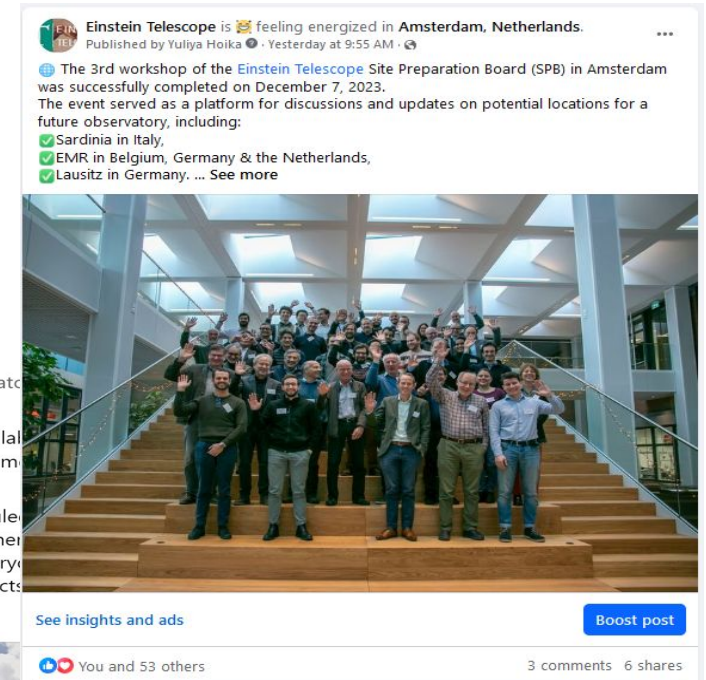 Einstein Telescope is 😄 feeling energized in Amsterdam, Netherlands.
Published by Yuliya Hoika · Yesterday at 9:55 AM ·
🌐 The 3rd workshop of the Einstein Telescope Site Preparation Board (SPB) in Amsterdam
was successfully completed on December 7, 2023.
The event served as a platform for discussions and updates on potential locations for a
future observatory, including:
✅Sardinia in Italy,
✅EMR in Belgium, Germany & the Netherlands,
✅Lausitz in Germany. ... See more
See insights and ads
Boost post
You and 53 others
3 comments 6 shares